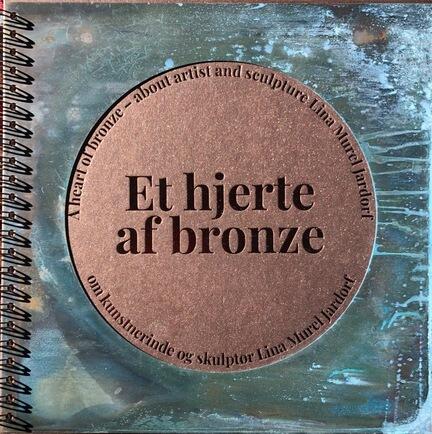 A heart of bronze – about artist and sculpture Lina Murel Jardorf
Et hjerte
af bronze
om kunstnerinde og skulptor Lina Murel Jardorf